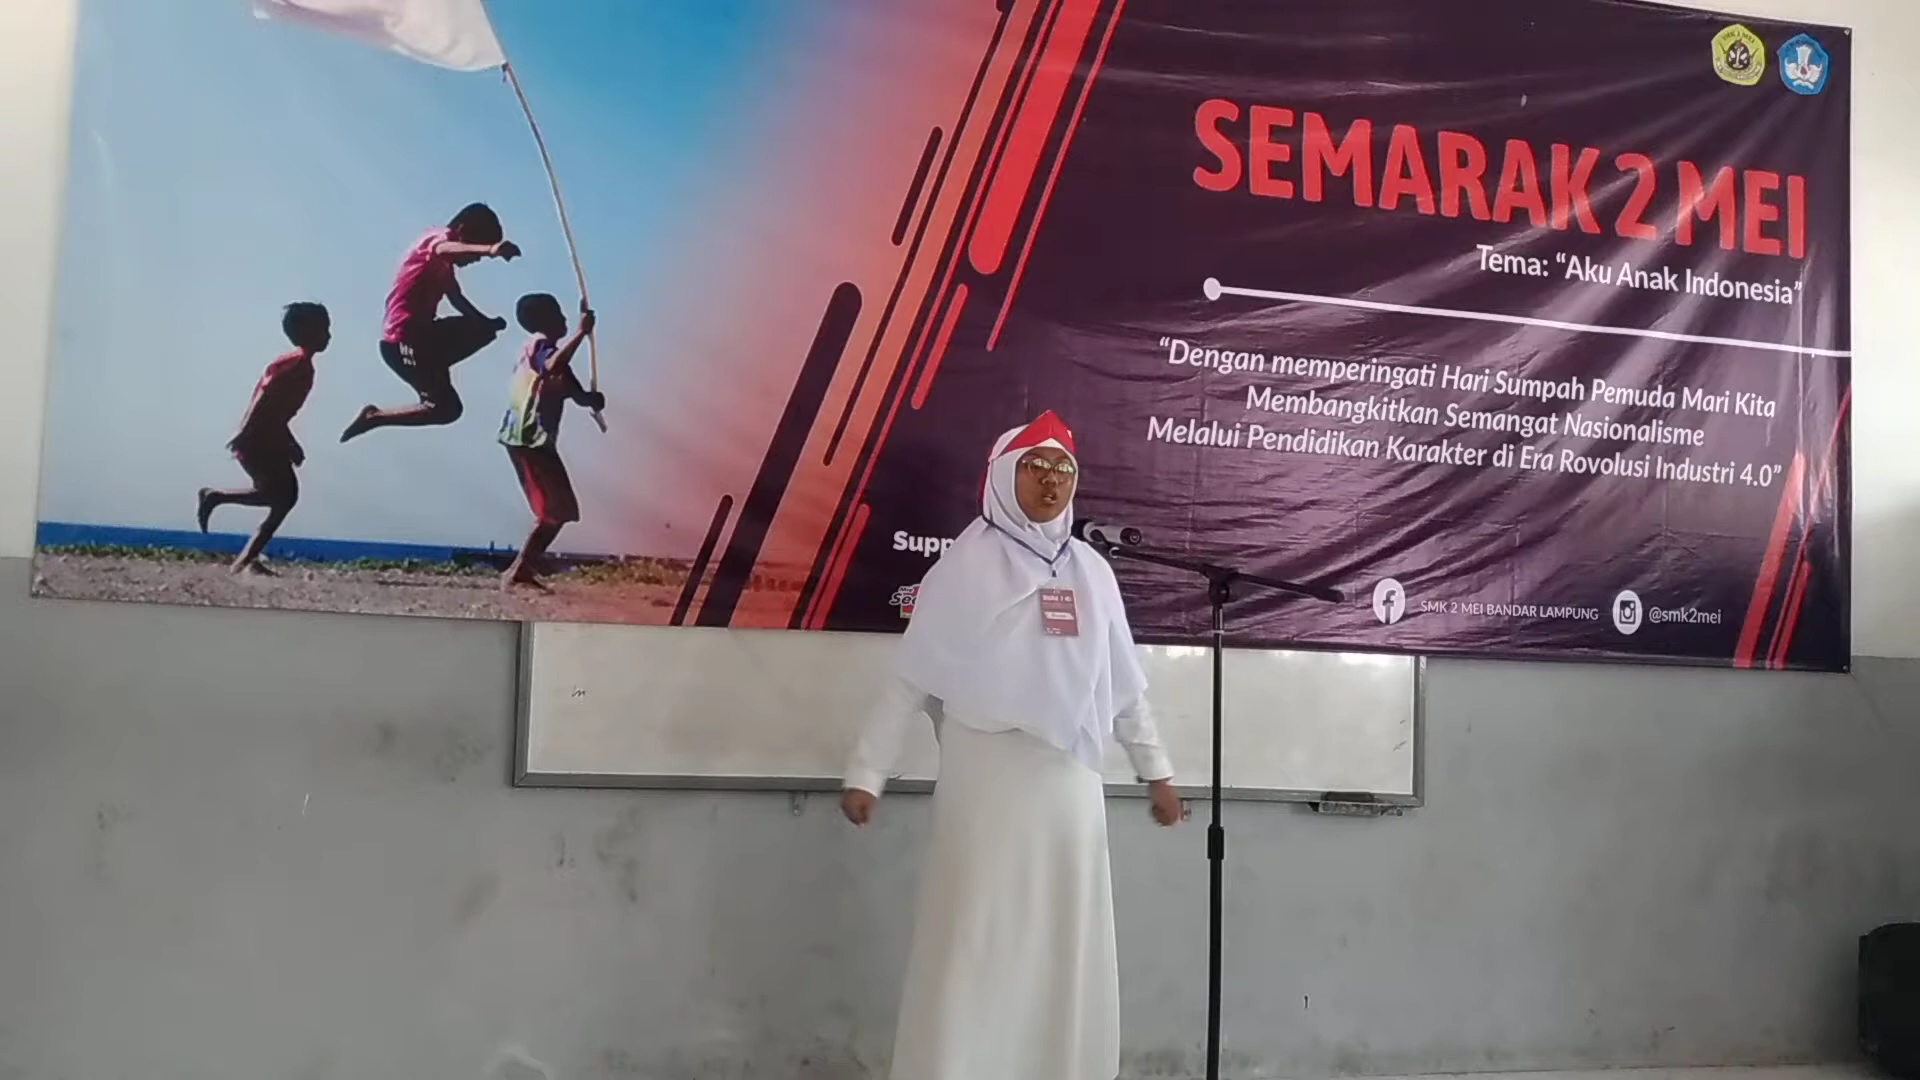 SEMARAK 2 MEI
Tema: “Aku Anak Indonesia”
“Dengan memperingati Hari Sumpah Pemuda Mari Kita
Membangkitkan Semangat Nasionalisme
Melalui Pendidikan Karakter di Era Rovolusi Industri 4.0”
Supp
SMK 2 MEI BANDAR LAMPUNG
@smk2mei